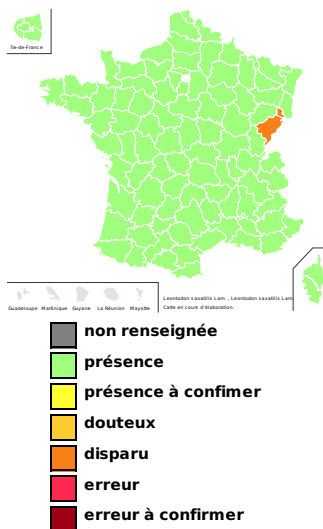 Île-de-France
Guadeloupe Martinique Guyane La Réunion Mayotte
Leontodon saxatilis Lam. , Leontodon saxatilis Lam
Carte en cours d'élaboration.
non renseignée
présence
présence à confimer
douteux
disparu
erreur
erreur à confirmer